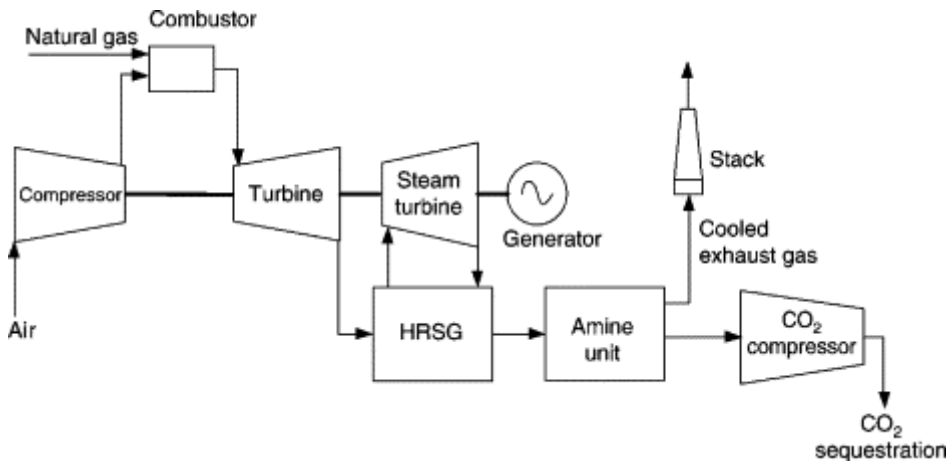 Combustor
Natural gas
Compressor
Turbine
Steam
turbine
Generator
Stack
Cooled
exhaust gas
Air
HRSG
Amine
unit
CO₂
compressor
CO₂
sequestration